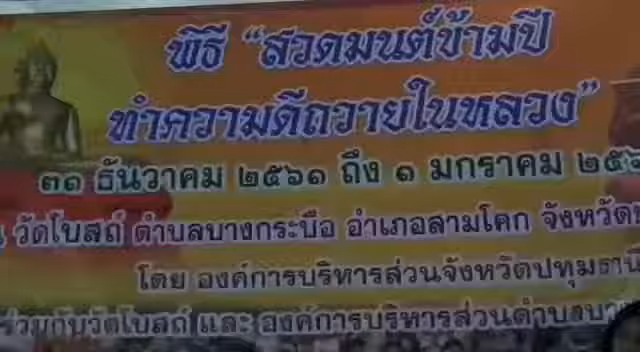 พิธี “สวดมนต์ข้ามปี
ทำความดีถวายในหลวง”
๓๑ ธันวาคม ๒๕๖๑ ถึง ๑ มกราคม
วัดโบสถ์ ตำบลบางกระบือ อำเภอสามโคก จังหวัด
โดย องค์การบริหารส่วนจังหวัดปทุมธานี
ร่วมกับวัดโบสถ์ และ องค์การบริหารส่วนตำบล